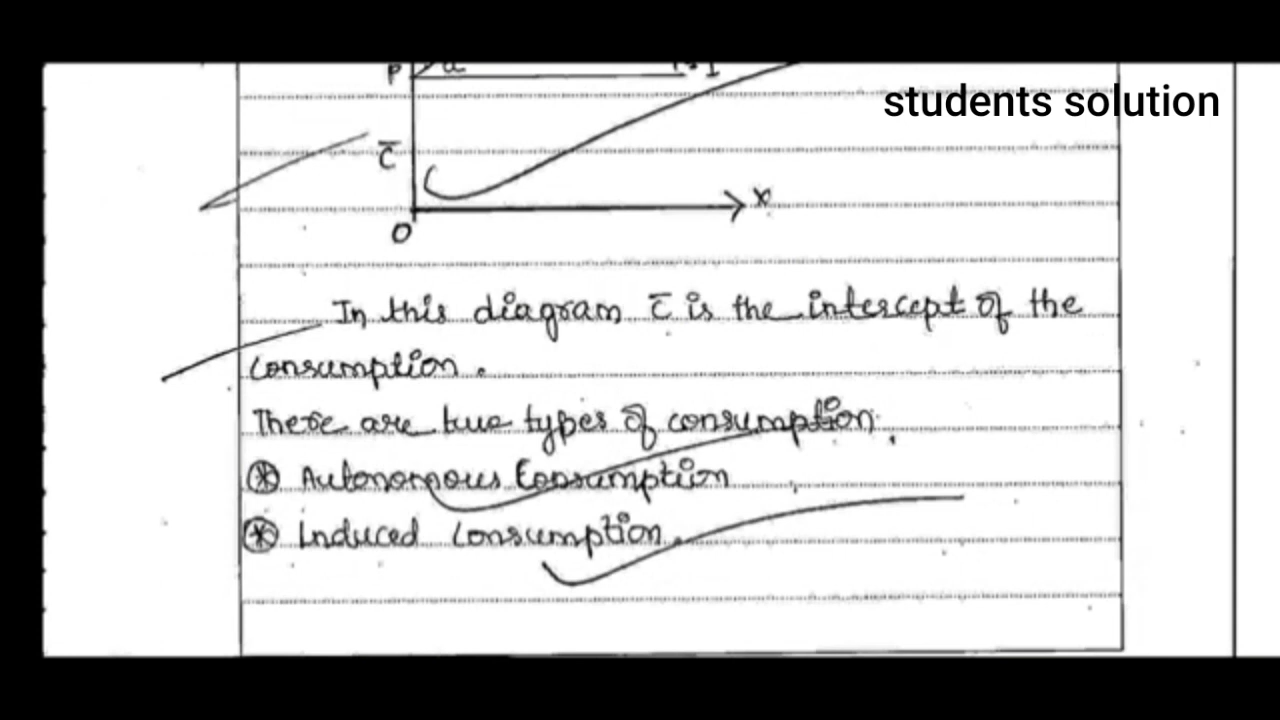 P
students solution
C̄
x
O
In this diagram c̄ is the intercept of the
Consumption.
There are two types of consumption.
Autonomous Consumption
Induced Consumption.